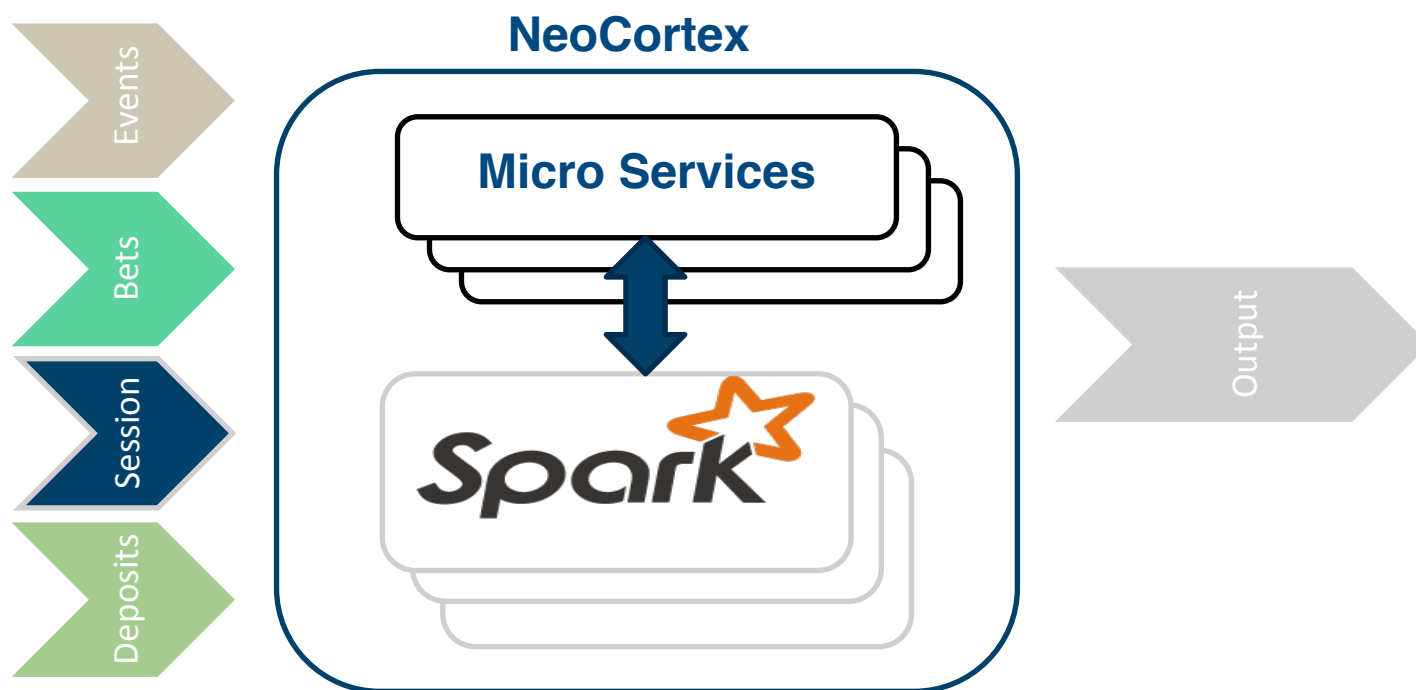 NeoCortex
Events
Bets
Session
Deposits
Micro Services
Spark
Output